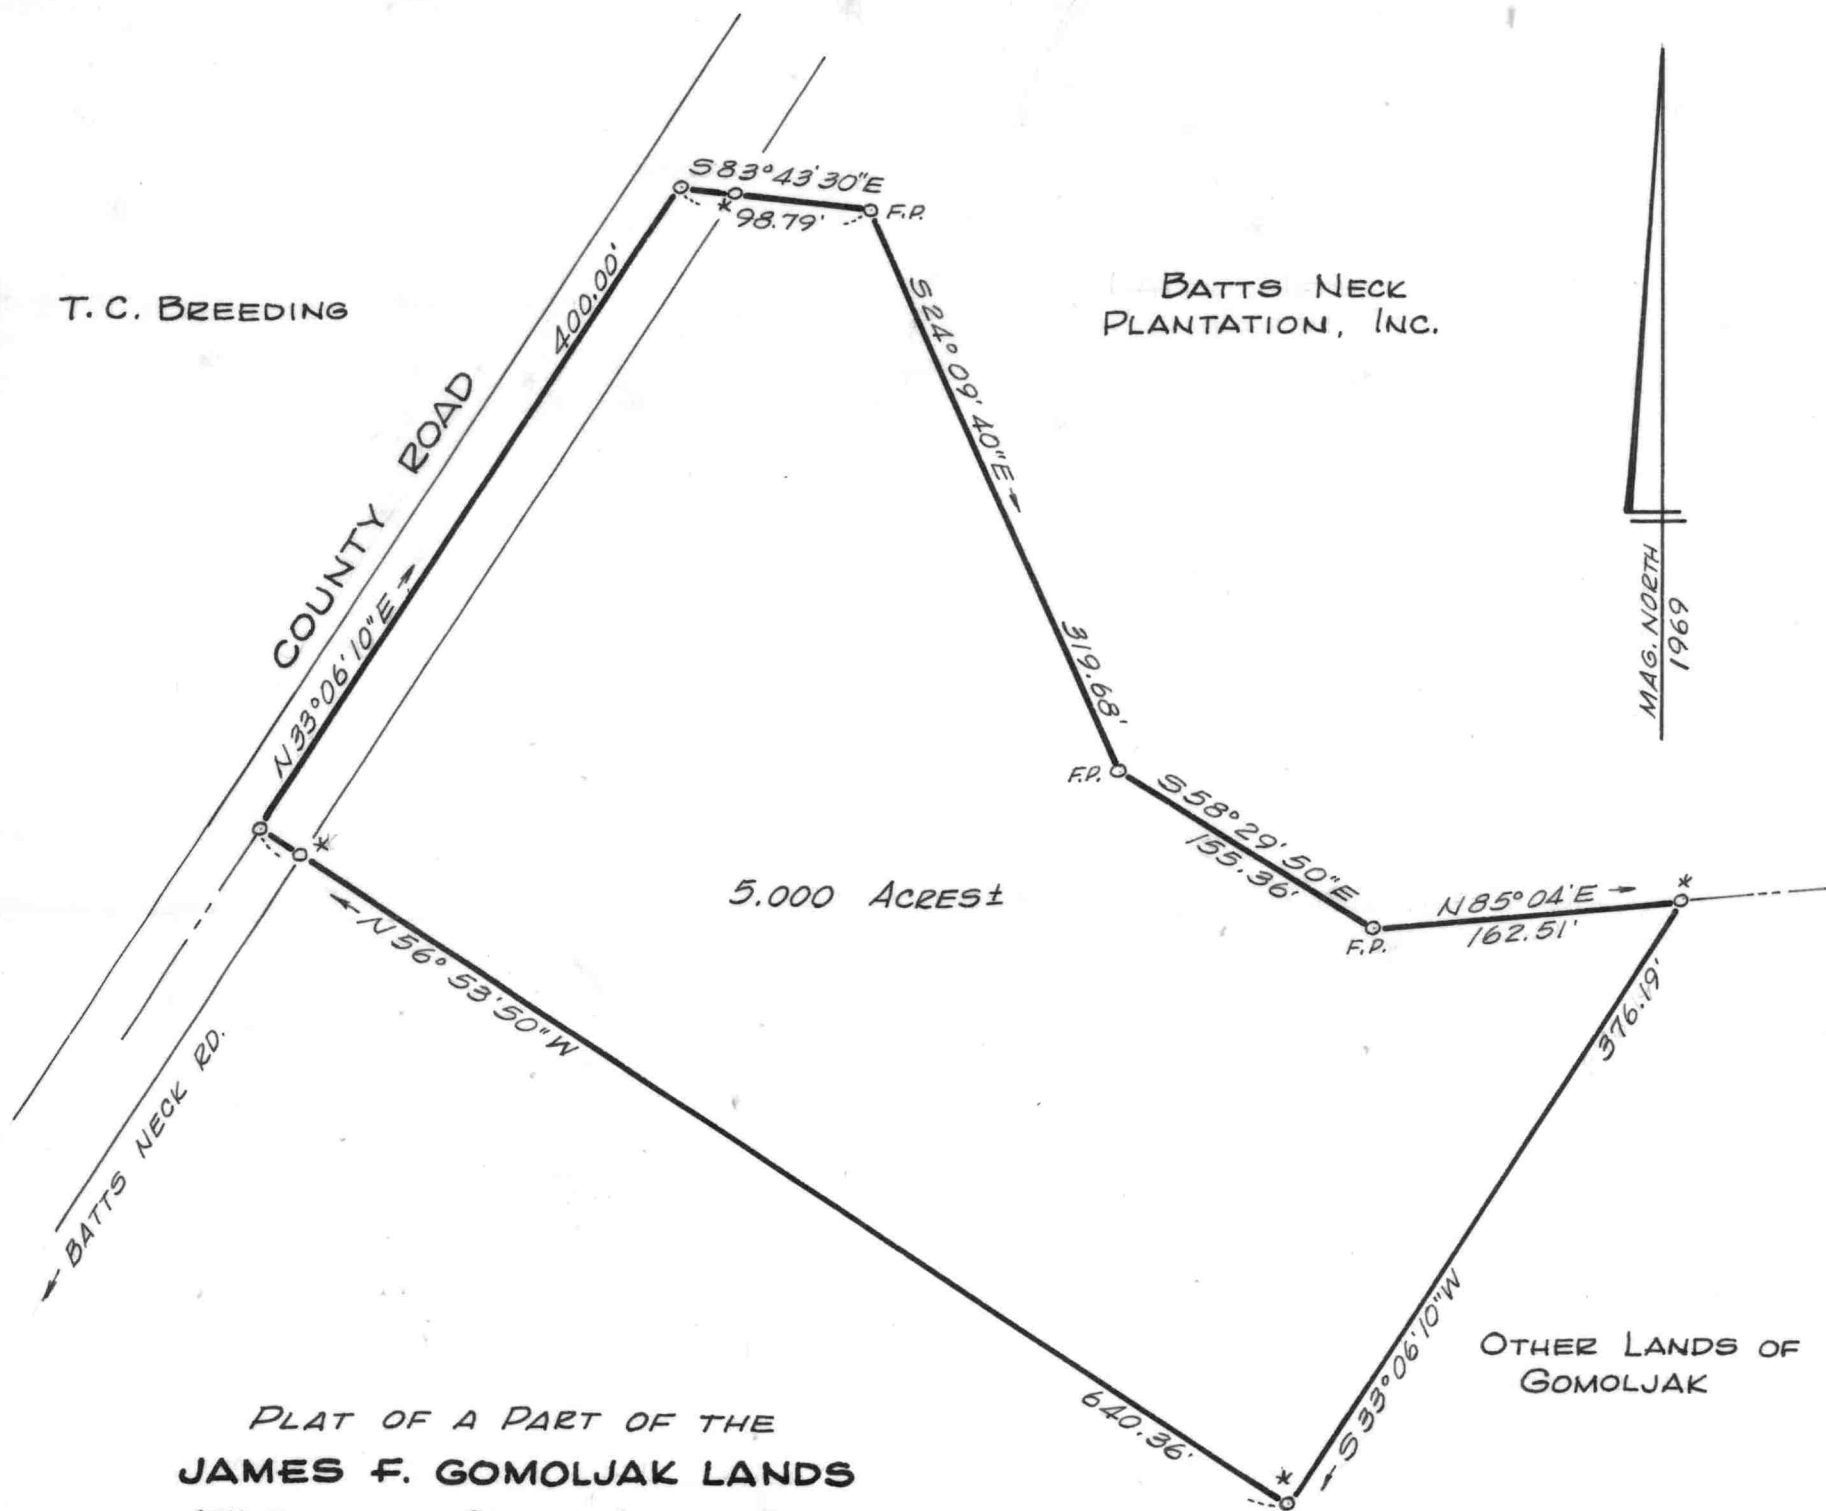 S83°43'30"E
*98.79'
F.P.
T. C. BREEDING
BATTS NECK
PLANTATION, INC.
400.00'
S24°09'40"E
COUNTY ROAD
N33°06'10"E
319.68'
MAG. NORTH
1969
F.P.
S58°29'50"E
155.36'
*
5.000 ACRES±
N85°04'E
*
162.51'
F.P.
N56°53'50"W
376.19'
BATTS NECK RD.
S33°06'10"W
OTHER LANDS OF
GOMOLJAK
640.36'
*
PLAT OF A PART OF THE
JAMES F. GOMOLJAK LANDS